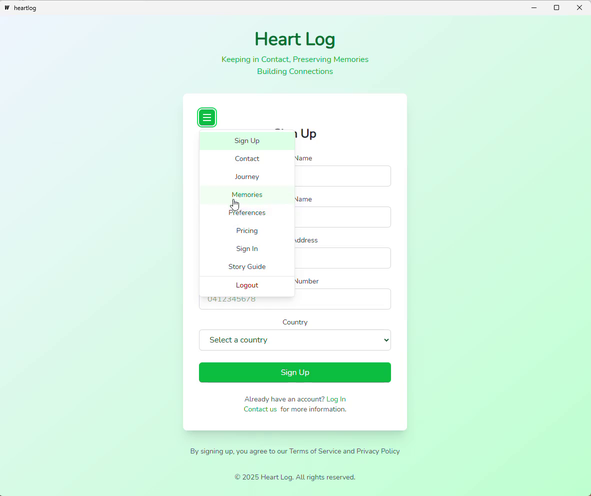 heartlog
Heart Log
Keeping in Contact, Preserving Memories
Building Connections
Sign Up
Sign Up
Contact
Name
Journey
Memories
Name
Preferences
Pricing
Address
Sign In
Story Guide
Number
Logout
0412345678
Country
Select a country
Sign Up
Already have an account? Log In
Contact us for more information.
By signing up, you agree to our Terms of Service and Privacy Policy
© 2025 Heart Log. All rights reserved.